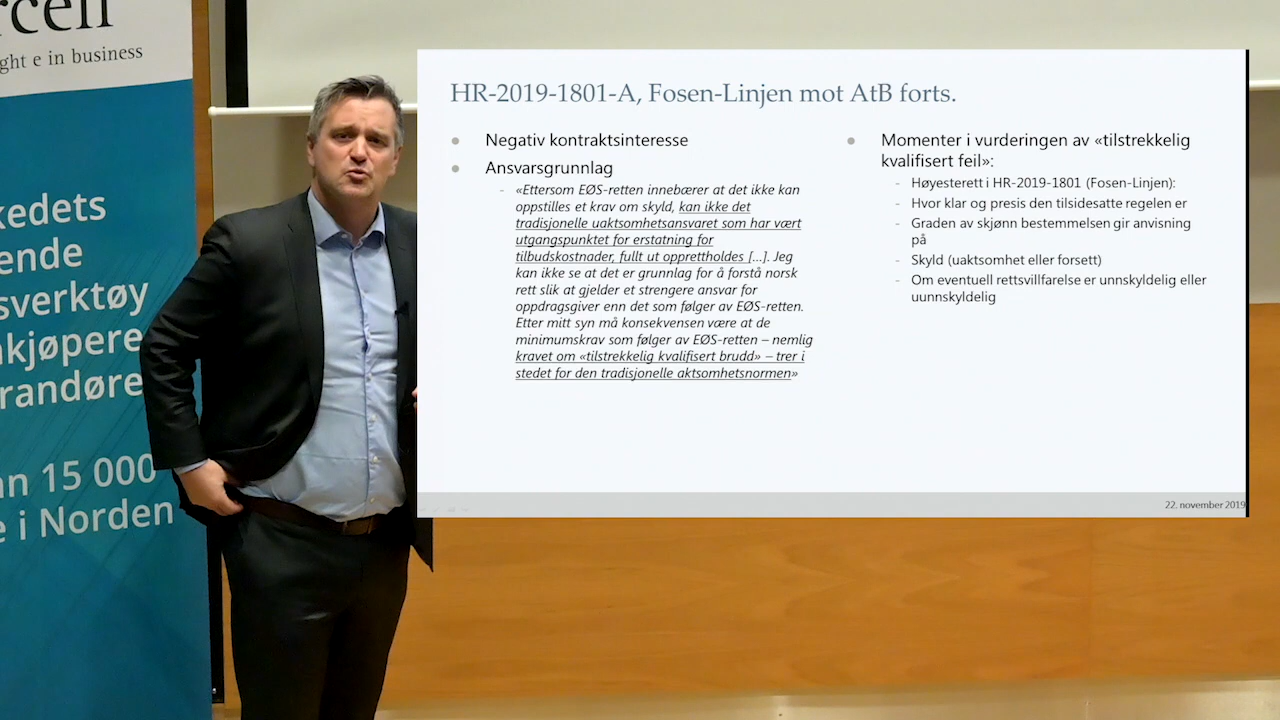 ght e in business
kedets
ende
sverktøy
nkjøpere
randøre
an 15 000
e i Norden
HR-2019-1801-A, Fosen-Linjen mot AtB forts.
Negativ kontraktsinteresse
Ansvarsgrunnlag
- «Ettersom EØS-retten innebærer at det ikke kan
oppstilles et krav om skyld, kan ikke det
tradisjonelle uaktsomhetsansvaret som har vært
utgangspunktet for erstatning for
tilbudskostnader, fullt ut opprettholdes [...]. Jeg
kan ikke se at det er grunnlag for å forstå norsk
rett slik at gjelder et strengere ansvar for
oppdragsgiver enn det som følger av EØS-retten.
Etter mitt syn må konsekvensen være at de
minimumskrav som følger av EØS-retten – nemlig
kravet om «tilstrekkelig kvalifisert brudd» – trer i
stedet for den tradisjonelle aktsomhetsnormen»
Momenter i vurderingen av «tilstrekkelig
kvalifisert feil»:
- Høyesterett i HR-2019-1801 (Fosen-Linjen):
- Hvor klar og presis den tilsidesatte regelen er
- Graden av skjønn bestemmelsen gir anvisning
på
- Skyld (uaktsomhet eller forsett)
- Om eventuell rettsvillfarelse er unnskyldelig eller
uunnskyldelig
22. november 2019